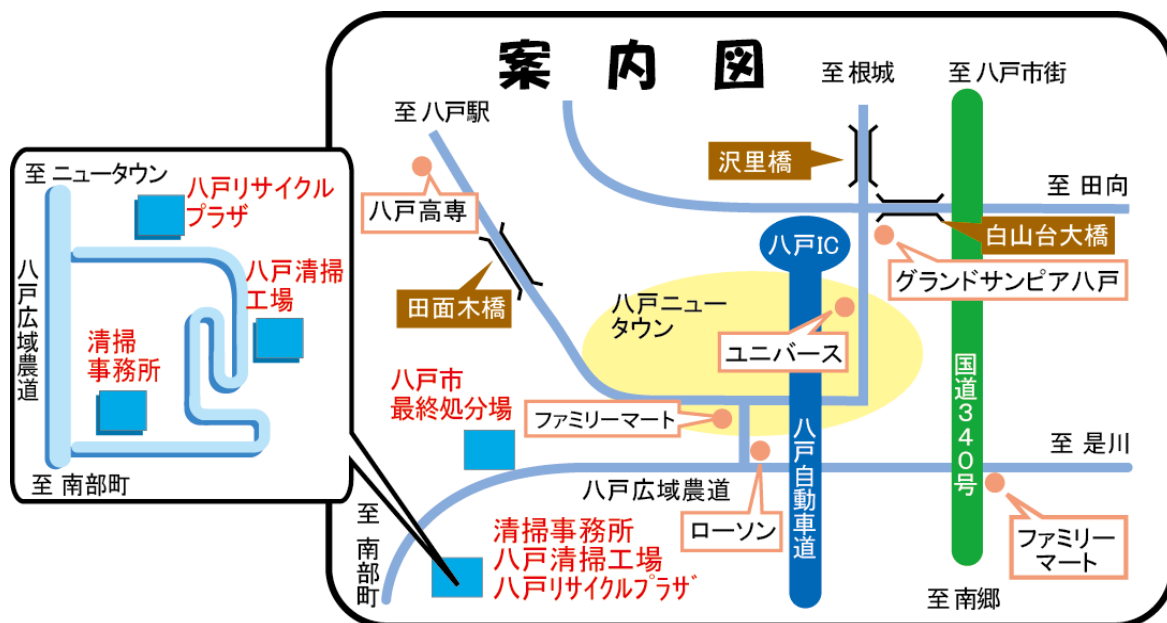 案内図
至 八戸駅
至 根城
至 八戸市街
沢里橋
至 田向
八戸高専
白山台大橋
八戸IC
グランドサンピア八戸
田面木橋
八戸ニュー
タウン
ユニバース
国道340号
八戸市
最終処分場
ファミリーマート
八戸自動車道
至 是川
八戸広域農道
ローソン
ファミリー
マート
至 南部町
清掃事務所
八戸清掃工場
八戸リサイクルプラザ
至 南郷
至 ニュータウン
八戸リサイクル
プラザ
八戸広域農道
八戸清掃
工場
清掃
事務所
至 南部町